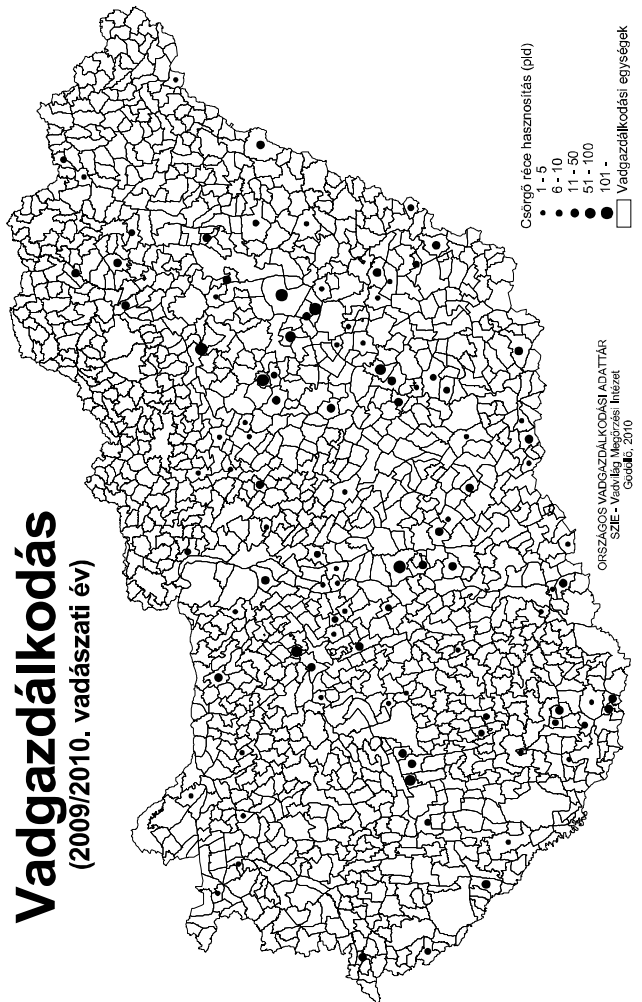 Vadgazdálkodás
(2009/2010. vadászati év)
Csörgő réce hasznosítás (pld)
1 - 5
6 - 10
11 - 50
51 - 100
101 -
Vadgazdálkodási egységek
ORSZÁGOS VADGAZDÁLKODÁSI ADATTÁR
SZIE - Vadvilág Megőrzési Intézet
Gödöllő, 2010